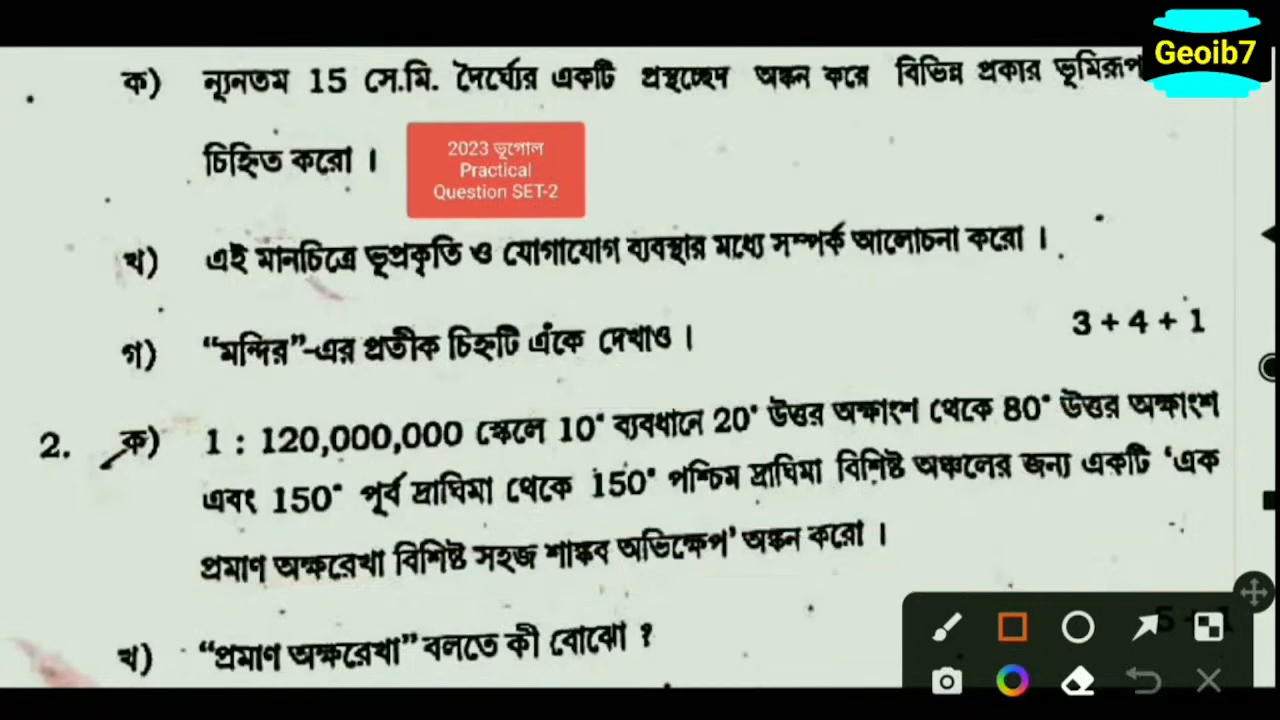 Geoib7
ক) ন্যূনতম 15 সে.মি. দৈর্ঘ্যের একটি প্রস্থচ্ছেদ অঙ্কন করে বিভিন্ন প্রকার ভূমিরূপ
চিহ্নিত করো ।
2023 ভূগোল
Practical
Question SET-2
খ) এই মানচিত্রে ভূপ্রকৃতি ও যোগাযোগ ব্যবস্থার মধ্যে সম্পর্ক আলোচনা করো ।
গ) “মন্দির”-এর প্রতীক চিহ্নটি এঁকে দেখাও ।
3 + 4 + 1
2. ক) 1 : 120,000,000 স্কেলে 10° ব্যবধানে 20° উত্তর অক্ষাংশ থেকে 80° উত্তর অক্ষাংশ
এবং 150° পূর্ব দ্রাঘিমা থেকে 150° পশ্চিম দ্রাঘিমা বিশিষ্ট অঞ্চলের জন্য একটি ‘এক
প্রমাণ অক্ষরেখা বিশিষ্ট সহজ শাঙ্কব অভিক্ষেপ’ অঙ্কন করো ।
খ) “প্রমাণ অক্ষরেখা” বলতে কী বোঝো ?